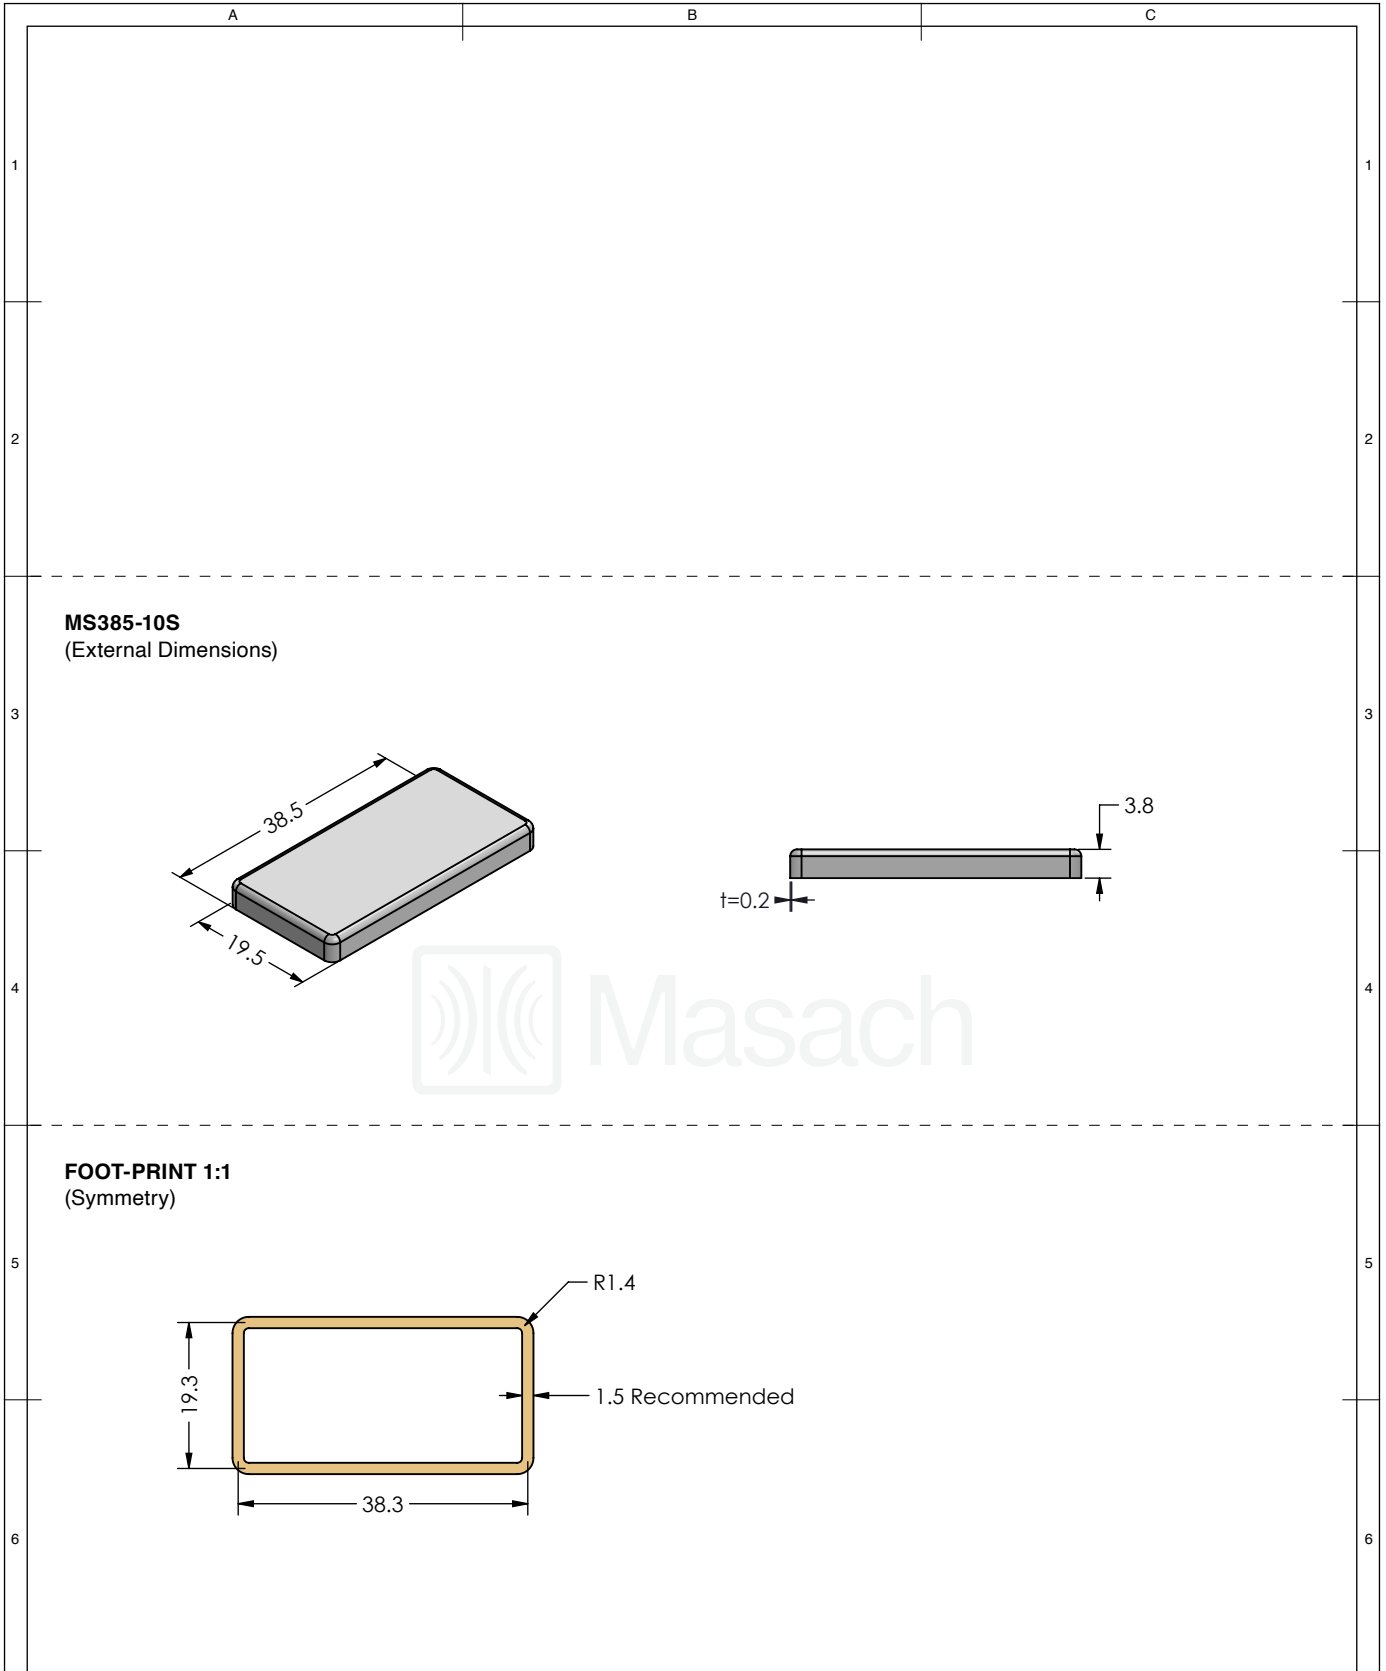 A B C
1 1
2 2
MS385-10S
(External Dimensions)
3 3
38.5
3.8
t=0.2
19.5
Masach
4 4
FOOT-PRINT 1:1
(Symmetry)
5 5
R1.4
19.3
1.5 Recommended
38.3
6 6